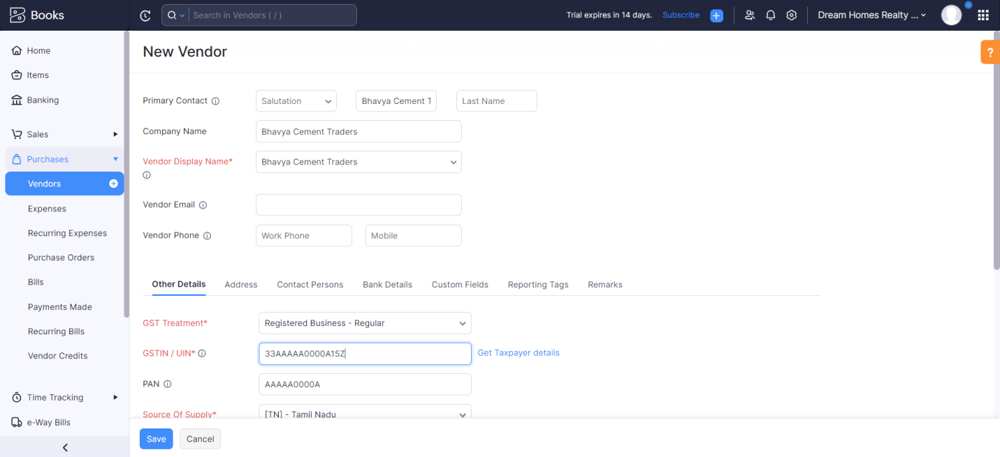 Books
Search in Vendors ( / )
Trial expires in 14 days. Subscribe
Dream Homes Realty ...
Home
Items
Banking
Sales
Purchases
Vendors
Expenses
Recurring Expenses
Purchase Orders
Bills
Payments Made
Recurring Bills
Vendor Credits
Time Tracking
e-Way Bills
New Vendor
?
Primary Contact Salutation Bhavya Cement T Last Name
Company Name Bhavya Cement Traders
Vendor Display Name* Bhavya Cement Traders
Vendor Email
Vendor Phone Work Phone Mobile
Other Details Address Contact Persons Bank Details Custom Fields Reporting Tags Remarks
GST Treatment* Registered Business - Regular
GSTIN / UIN* 33AAAAA0000A15Z Get Taxpayer details
PAN AAAAA0000A
Source Of Supply* [TN] - Tamil Nadu
Save Cancel